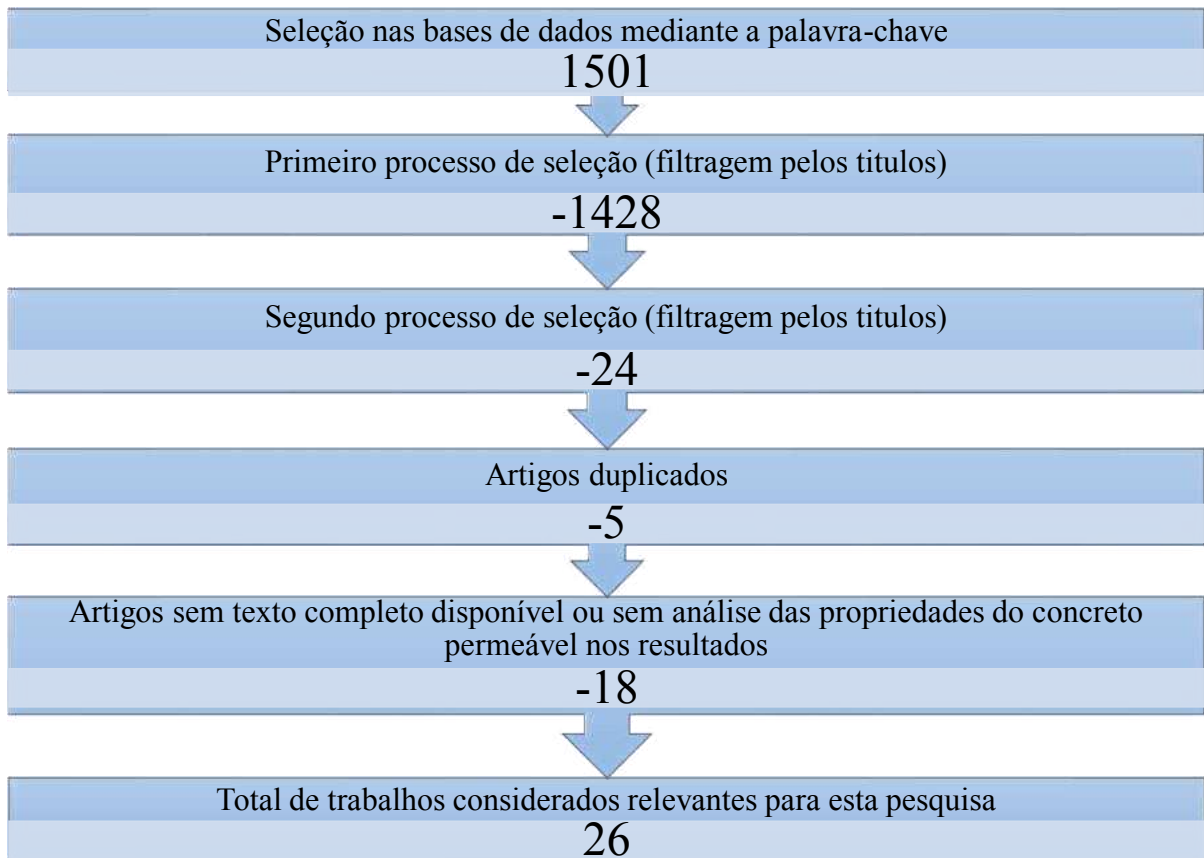 Seleção nas bases de dados mediante a palavra-chave
1501
Primeiro processo de seleção (filtragem pelos titulos)
-1428
Segundo processo de seleção (filtragem pelos titulos)
-24
Artigos duplicados
-5
Artigos sem texto completo disponível ou sem análise das propriedades do concreto
permeável nos resultados
-18
Total de trabalhos considerados relevantes para esta pesquisa
26